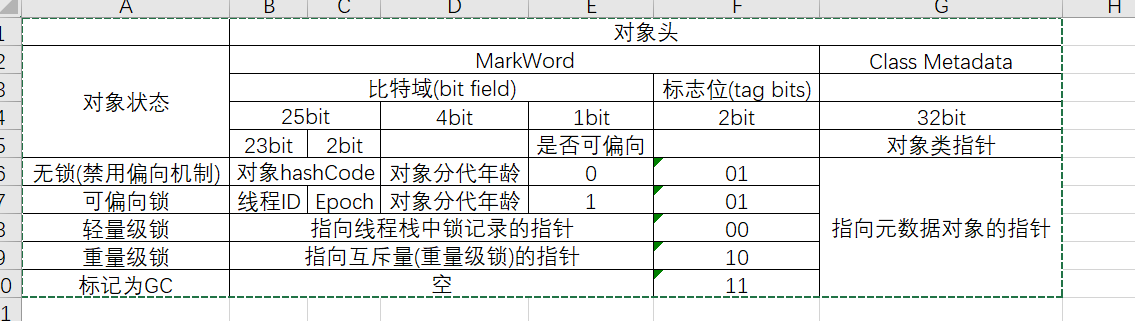 A B C D E F G H
1 对象头
2 MarkWord Class Metadata
3 对象状态 比特域(bit field) 标志位(tag bits)
4 25bit 4bit 1bit 2bit 32bit
5 23bit 2bit 是否可偏向 对象类指针
6 无锁(禁用偏向机制) 对象hashCode 对象分代年龄 0 01
7 可偏向锁 线程ID Epoch 对象分代年龄 1 01
8 轻量级锁 指向线程栈中锁记录的指针 00 指向元数据对象的指针
9 重量级锁 指向互斥量(重量级锁)的指针 10
0 标记为GC 空 11
1